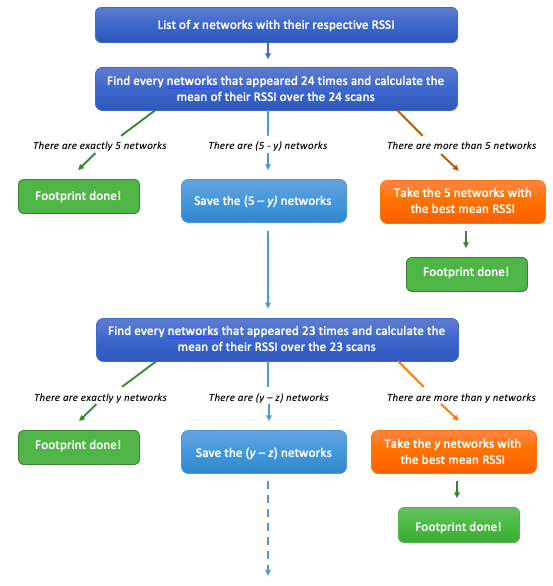 List of x networks with their respective RSSI
Find every networks that appeared 24 times and calculate the
mean of their RSSI over the 24 scans
There are exactly 5 networks
There are (5 - y) networks
There are more than 5 networks
Footprint done!
Save the (5 – y) networks
Take the 5 networks with
the best mean RSSI
Footprint done!
Find every networks that appeared 23 times and calculate the
mean of their RSSI over the 23 scans
There are exactly y networks
There are (y – z) networks
There are more than y networks
Footprint done!
Save the (y – z) networks
Take the y networks with
the best mean RSSI
Footprint done!